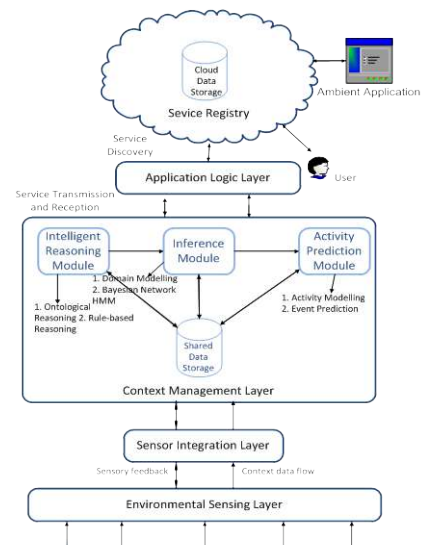 Cloud
Data
Storage
Sevice Registry
Ambient Application
Service
Discovery
User
Application Logic Layer
Service Transmission
and Reception
Intelligent
Reasoning
Module
Inference
Module
Activity
Prediction
Module
1. Domain Modelling
2. Bayesian Network
HMM
1. Ontological
Reasoning 2. Rule-based
Reasoning
1. Activity Modelling
2. Event Prediction
Shared
Data
Storage
Context Management Layer
Sensor Integration Layer
Sensory feedback
Context data flow
Environmental Sensing Layer